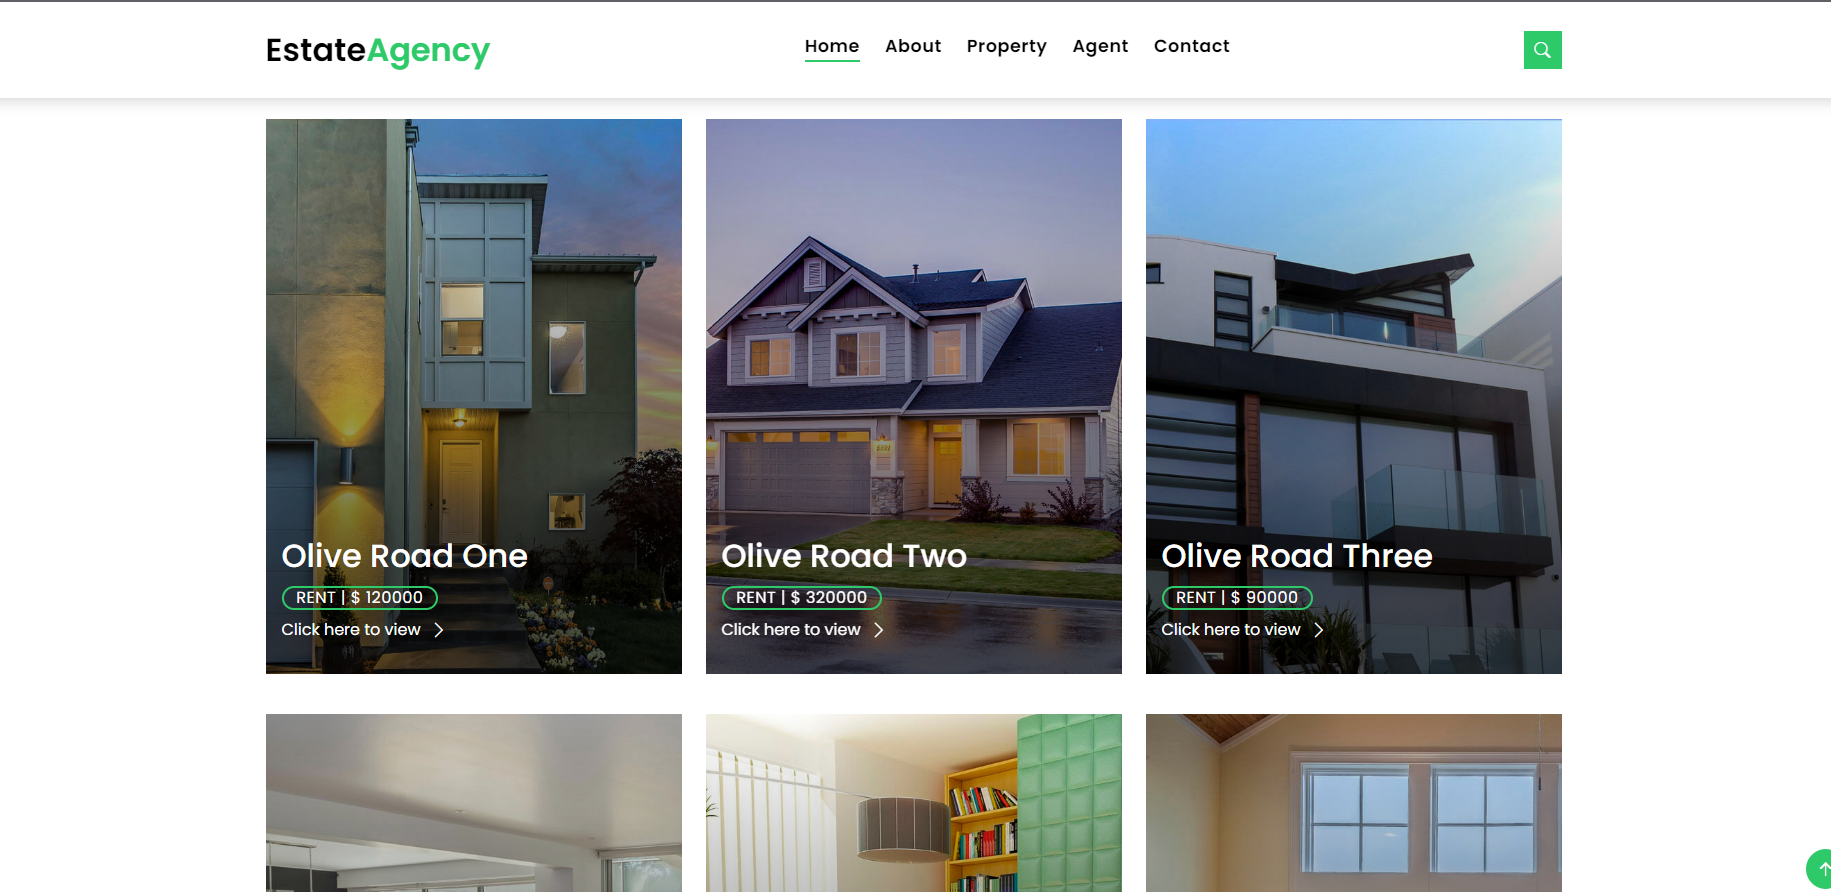 EstateAgency
Home About Property Agent Contact
Olive Road One
RENT | $ 120000
Click here to view
Olive Road Two
RENT | $ 320000
Click here to view
Olive Road Three
RENT | $ 90000
Click here to view